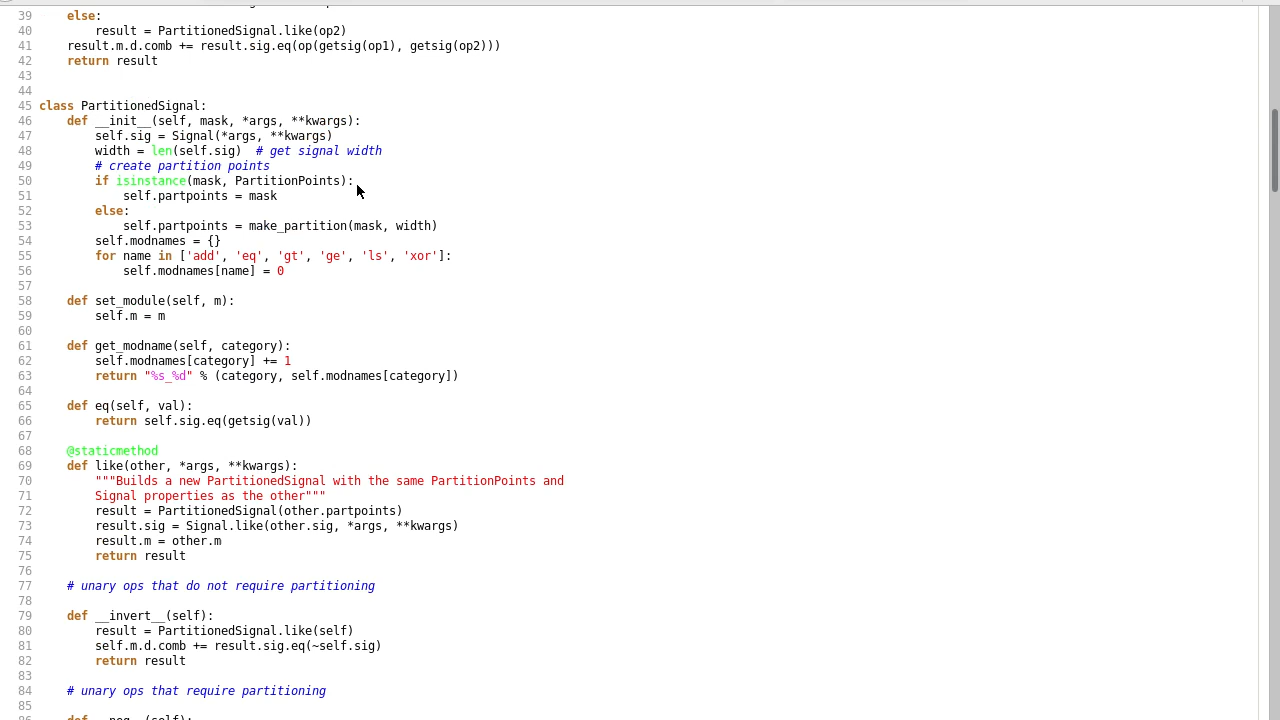 39     else:
40         result = PartitionedSignal.like(op2)
41     result.m.d.comb += result.sig.eq(op(getsig(op1), getsig(op2)))
42     return result
43
44
45 class PartitionedSignal:
46     def __init__(self, mask, *args, **kwargs):
47         self.sig = Signal(*args, **kwargs)
48         width = len(self.sig)  # get signal width
49         # create partition points
50         if isinstance(mask, PartitionPoints):
51             self.partpoints = mask
52         else:
53             self.partpoints = make_partition(mask, width)
54         self.modnames = {}
55         for name in ['add', 'eq', 'gt', 'ge', 'ls', 'xor']:
56             self.modnames[name] = 0
57
58     def set_module(self, m):
59         self.m = m
60
61     def get_modname(self, category):
62         self.modnames[category] += 1
63         return "%s_%d" % (category, self.modnames[category])
64
65     def eq(self, val):
66         return self.sig.eq(getsig(val))
67
68     @staticmethod
69     def like(other, *args, **kwargs):
70         """Builds a new PartitionedSignal with the same PartitionPoints and
71         Signal properties as the other"""
72         result = PartitionedSignal(other.partpoints)
73         result.sig = Signal.like(other.sig, *args, **kwargs)
74         result.m = other.m
75         return result
76
77     # unary ops that do not require partitioning
78
79     def __invert__(self):
80         result = PartitionedSignal.like(self)
81         self.m.d.comb += result.sig.eq(~self.sig)
82         return result
83
84     # unary ops that require partitioning
85
86     def __neg__(self):